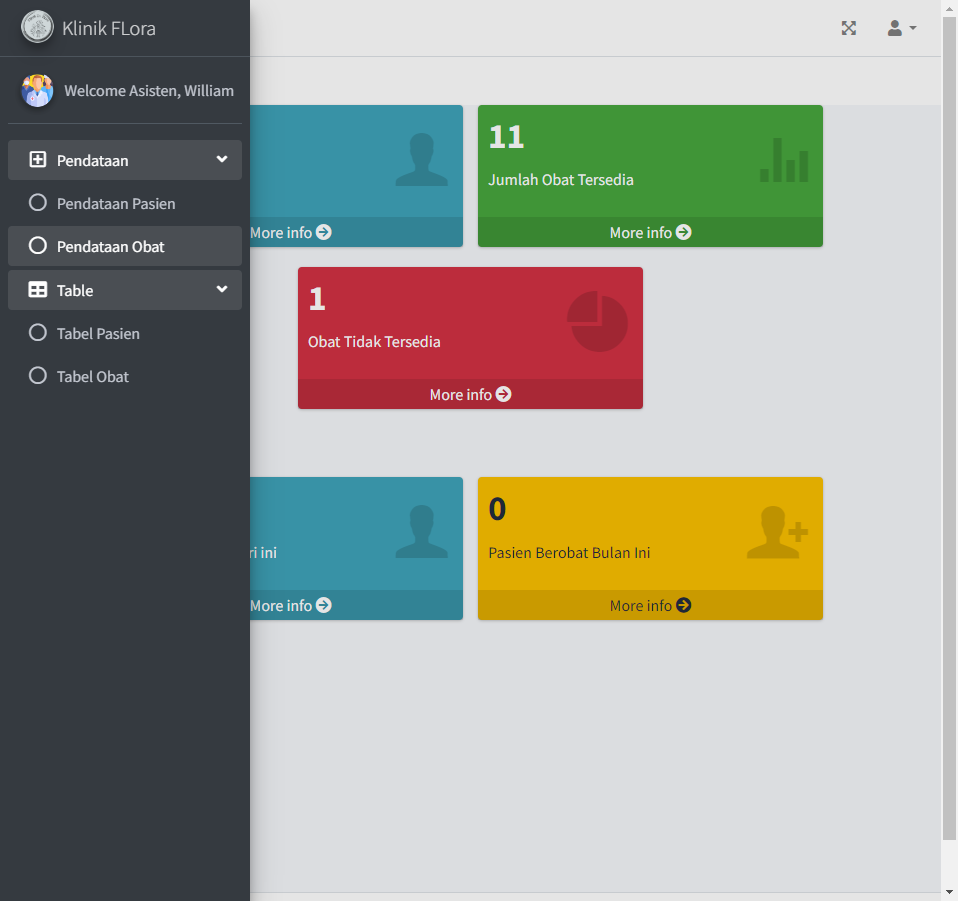 Klinik FLora
Welcome Asisten, William
Pendataan
Pendataan Pasien
Pendataan Obat
Table
Tabel Pasien
Tabel Obat
More info
11
Jumlah Obat Tersedia
More info
1
Obat Tidak Tersedia
More info
ri ini
More info
0
Pasien Berobat Bulan Ini
More info